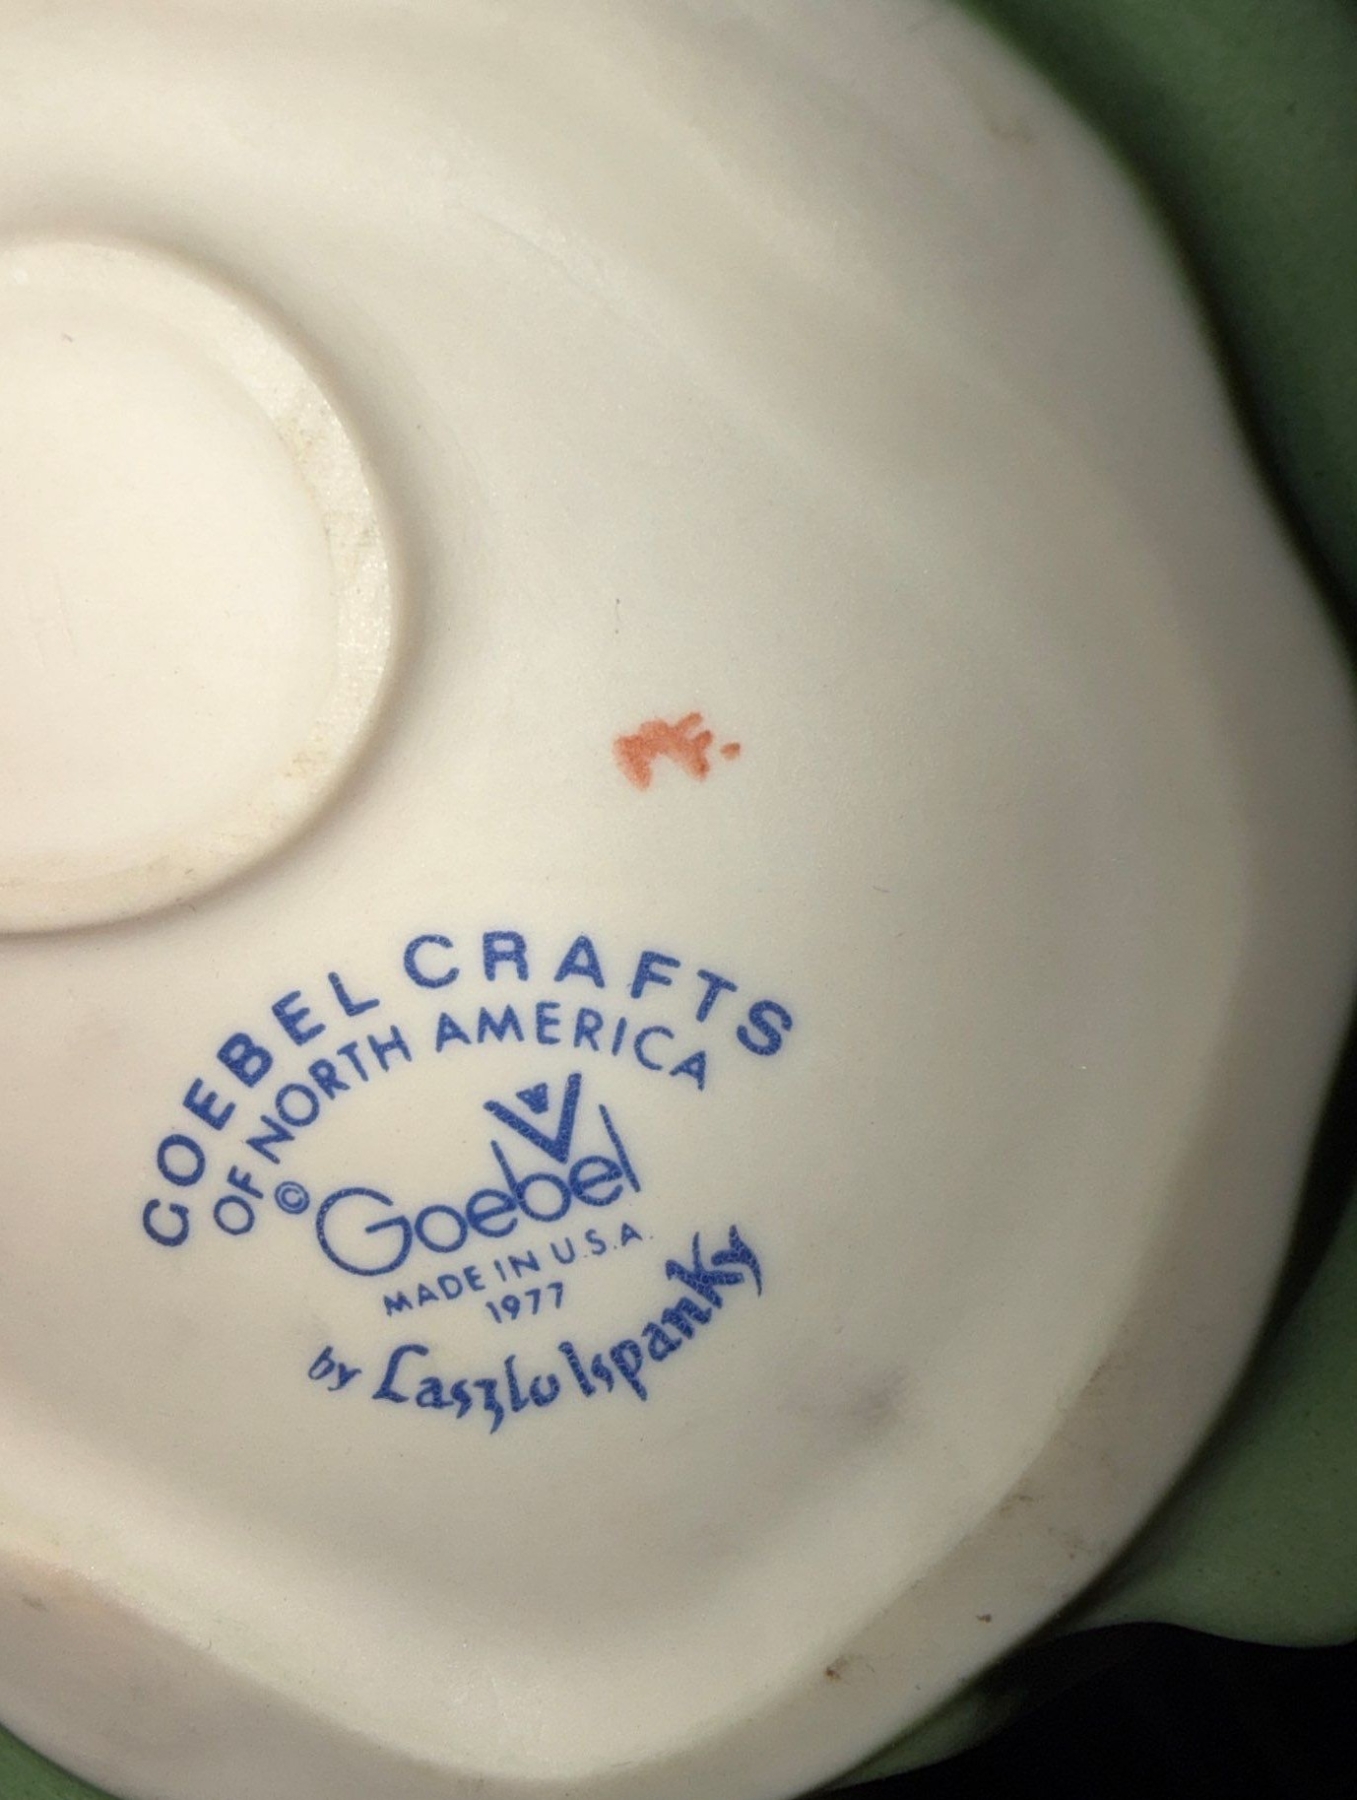 GOEBEL CRAFTS
OF NORTH AMERICA
© Goebel
MADE IN U.S.A.
1977
by Laszlo Ispanky